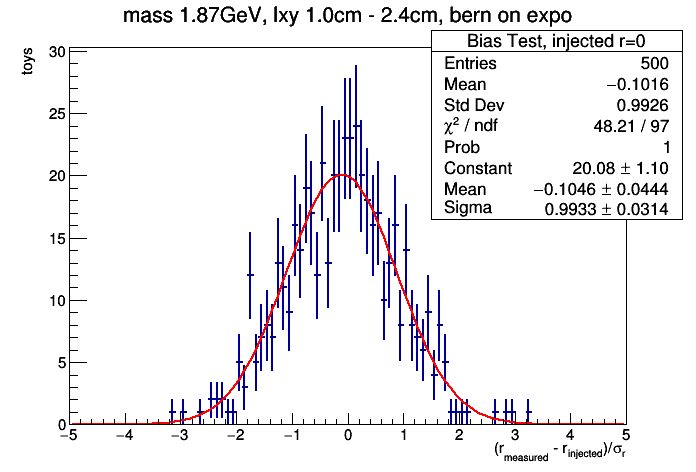 mass 1.87GeV, lxy 1.0cm - 2.4cm, bern on expo
Bias Test, injected r=0
Entries 500
Mean −0.1016
Std Dev 0.9926
χ² / ndf 48.21 / 97
Prob 1
Constant 20.08 ± 1.10
Mean −0.1046 ± 0.0444
Sigma 0.9933 ± 0.0314
toys
30
25
20
15
10
5
0
−5 −4 −3 −2 −1 0 1 2 3 4 5
(r_measured - r_injected)/σ_r